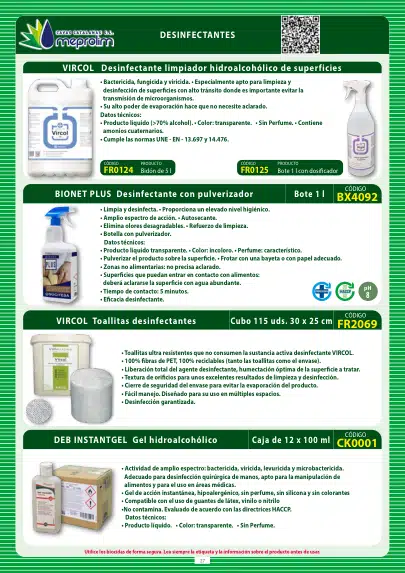 CAPAS CATALANAS S.L.
meprolim
DESINFECTANTES
VIRCOL Desinfectante limpiador hidroalcohólico de superficies
• Bactericida, fungicida y viricida. • Especialmente apto para limpieza y
desinfección de superficies con alto tránsito donde es importante evitar la
transmisión de microorganismos.
• Su alto poder de evaporación hace que no necesite aclarado.
Datos técnicos:
• Producto líquido (>70% alcohol). • Color: transparente. • Sin Perfume. • Contiene
amonios cuaternarios.
• Cumple las normas UNE - EN - 13.697 y 14.476.
Vircol
Vircol
CÓDIGO PRODUCTO
FR0124 Bidón de 5 l
CÓDIGO PRODUCTO
FR0125 Bote 1 l con dosificador
BIONET PLUS Desinfectante con pulverizador Bote 1 l
CÓDIGO
BX4092
• Limpia y desinfecta. • Proporciona un elevado nivel higiénico.
• Amplio espectro de acción. • Autosecante.
• Elimina olores desagradables. • Refuerzo de limpieza.
• Botella con pulverizador.
Datos técnicos:
• Producto líquido transparente. • Color: incoloro. • Perfume: característico.
• Pulverizar el producto sobre la superficie. • Frotar con una bayeta o con papel adecuado.
• Zonas no alimentarias: no precisa aclarado.
• Superficies que puedan entrar en contacto con alimentos:
deberá aclararse la superficie con agua abundante.
• Tiempo de contacto: 5 minutos.
• Eficacia desinfectante.
pH
8
VIRCOL Toallitas desinfectantes Cubo 115 uds. 30 x 25 cm
CÓDIGO
FR2069
• Toallitas ultra resistentes que no consumen la sustancia activa desinfectante VIRCOL.
• 100% fibras de PET, 100% reciclables (tanto las toallitas como el envase).
• Liberación total del agente desinfectante, humectación óptima de la superficie a tratar.
• Textura de orificios para unos excelentes resultados de limpieza y desinfección.
• Cierre de seguridad del envase para evitar la evaporación del producto.
• Fácil manejo. Diseñado para su uso en múltiples espacios.
• Desinfección garantizada.
Vircol
DEB INSTANTGEL Gel hidroalcohólico Caja de 12 x 100 ml
CÓDIGO
CK0001
• Actividad de amplio espectro: bactericida, viricida, levuricida y microbactericida.
Adecuado para desinfección quirúrgica de manos, apto para la manipulación de
alimentos y para el uso en áreas médicas.
• Gel de acción instantánea, hipoalergénico, sin perfume, sin silicona y sin colorantes
• Compatible con el uso de guantes de látex, vinilo o nitrilo
•No contamina. Evaluado de acuerdo con las directrices HACCP.
Datos técnicos:
• Producto líquido. • Color: transparente. • Sin Perfume.
Utilice los biocidas de forma segura. Lea siempre la etiqueta y la información sobre el producto antes de usar.